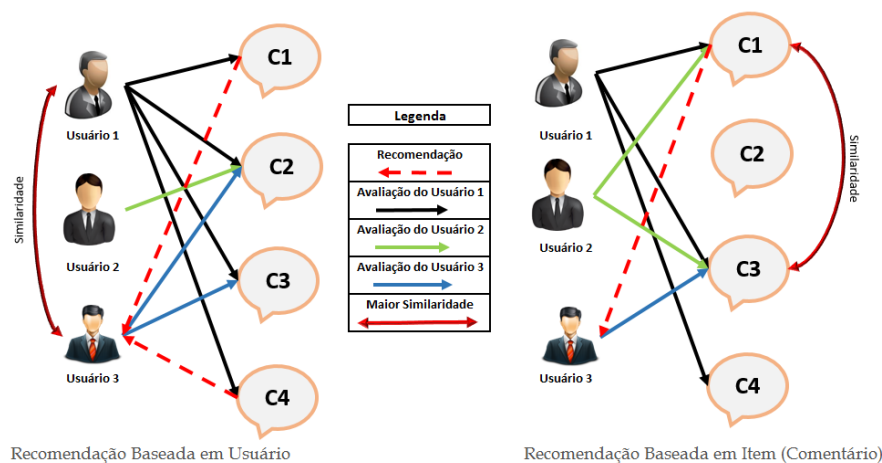 C1
Usuário 1
C2
Similaridade
Usuário 2
C3
Usuário 3
C4
Recomendação Baseada em Usuário
Legenda
Recomendação
Avaliação do Usuário 1
Avaliação do Usuário 2
Avaliação do Usuário 3
Maior Similaridade
C1
Usuário 1
C2
Similaridade
Usuário 2
C3
Usuário 3
C4
Recomendação Baseada em Item (Comentário)